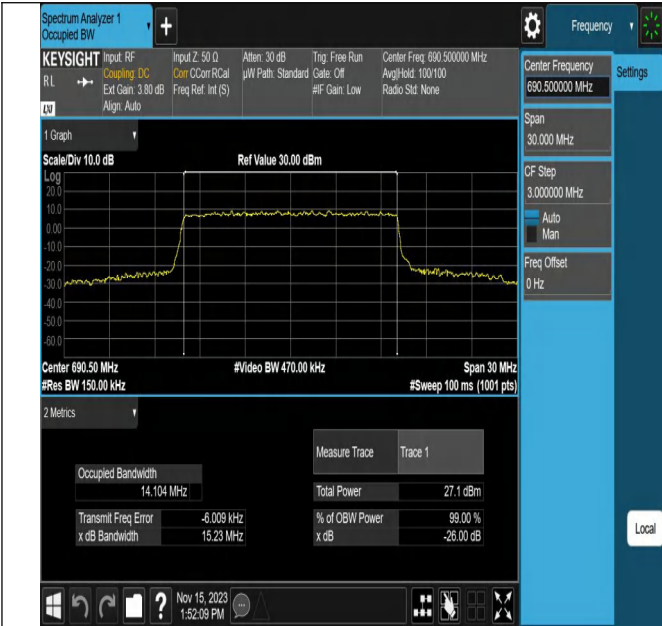 Spectrum Analyzer 1
Occupied BW
Frequency
KEYSIGHT
RL
LXI
Input: RF
Coupling: DC
Ext Gain: 3.80 dB
Align: Auto
Input Z: 50 Ω
Corr CCorr RCal
Freq Ref: Int (S)
Atten: 30 dB
µW Path: Standard
Trig: Free Run
Gate: Off
#IF Gain: Low
Center Freq: 690.500000 MHz
Avg|Hold: 100/100
Radio Std: None
Center Frequency
690.500000 MHz
Settings
Span
30.000 MHz
CF Step
3.000000 MHz
Auto
Man
Freq Offset
0 Hz
1 Graph
Scale/Div 10.0 dB
Ref Value 30.00 dBm
Log
20.0
10.0
0.00
-10.0
-20.0
-30.0
-40.0
-50.0
-60.0
Center 690.50 MHz
#Video BW 470.00 kHz
Span 30 MHz
#Res BW 150.00 kHz
#Sweep 100 ms (1001 pts)
2 Metrics
Measure Trace Trace 1
Occupied Bandwidth
14.104 MHz
Total Power 27.1 dBm
Transmit Freq Error -6.009 kHz
% of OBW Power 99.00 %
x dB Bandwidth 15.23 MHz
x dB -26.00 dB
Local
?
Nov 15, 2023
1:52:09 PM